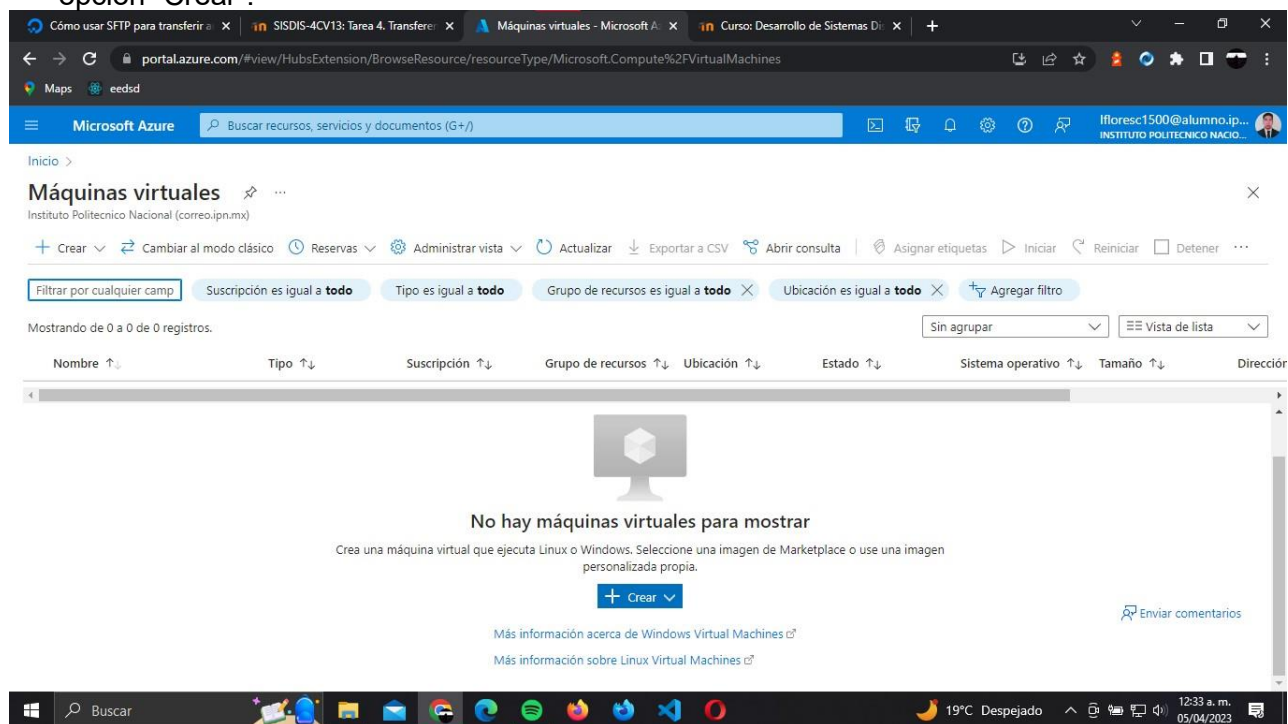 opción "Crear".
Cómo usar SFTP para transferir a
SISDIS-4CV13: Tarea 4. Transferen
Máquinas virtuales - Microsoft A
Curso: Desarrollo de Sistemas Di
portal.azure.com/#view/HubsExtension/BrowseResource/resourceType/Microsoft.Compute%2FVirtualMachines
Maps eedsd
Microsoft Azure
Buscar recursos, servicios y documentos (G+/)
lfloresc1500@alumno.ip...
INSTITUTO POLITECNICO NACIO...
Inicio >
Máquinas virtuales ...
Instituto Politecnico Nacional (correo.ipn.mx)
+ Crear Cambiar al modo clásico Reservas Administrar vista Actualizar Exportar a CSV Abrir consulta Asignar etiquetas Iniciar Reiniciar Detener ...
Filtrar por cualquier camp Suscripción es igual a todo Tipo es igual a todo Grupo de recursos es igual a todo Ubicación es igual a todo Agregar filtro
Mostrando de 0 a 0 de 0 registros. Sin agrupar Vista de lista
Nombre ↑↓ Tipo ↑↓ Suscripción ↑↓ Grupo de recursos ↑↓ Ubicación ↑↓ Estado ↑↓ Sistema operativo ↑↓ Tamaño ↑↓ Dirección
No hay máquinas virtuales para mostrar
Crea una máquina virtual que ejecuta Linux o Windows. Seleccione una imagen de Marketplace o use una imagen
personalizada propia.
+ Crear
Enviar comentarios
Más información acerca de Windows Virtual Machines
Más información sobre Linux Virtual Machines
Buscar
19°C Despejado
12:33 a. m.
05/04/2023